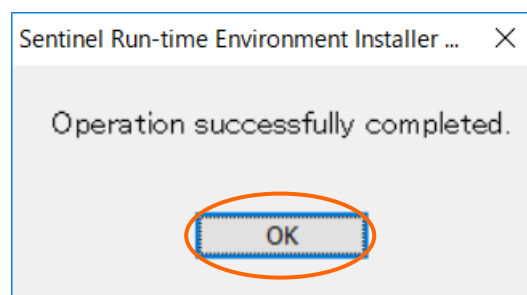 Sentinel Run-time Environment Installer ...
Operation successfully completed.
OK